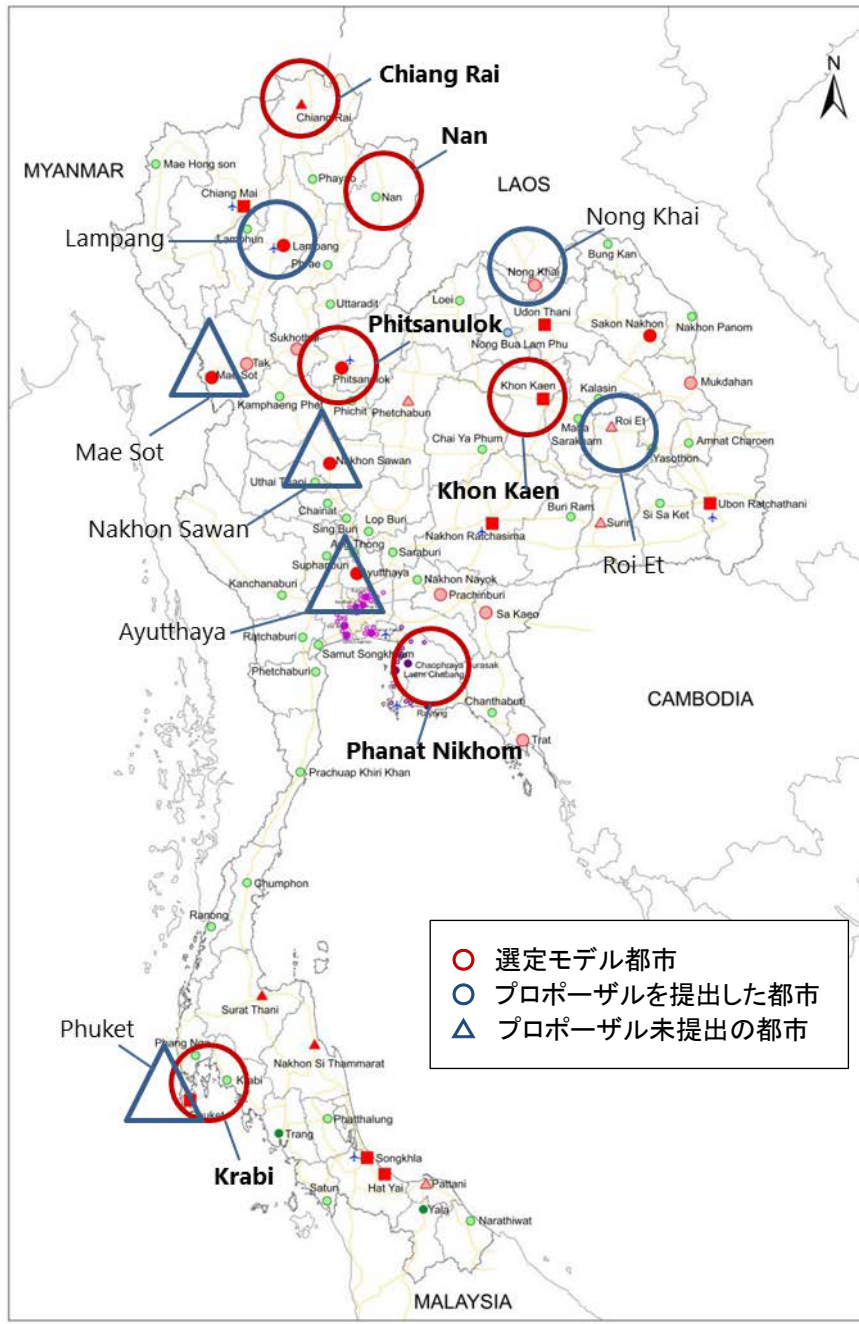 Chiang Rai
N
Chiang Rai
Nan
MYANMAR
Mae Hong son
LAOS
Phayao
Chiang Mai
Nan
Nong Khai
Lampang
Lamphun
Lampang
Bung Kan
Phrae
Nong Khai
Uttaradit
Loei
Udon Thani
Phitsanulok
Nakhon Panom
Sakon Nakhon
Sukhothai
Nong Bua Lam Phu
Tak
Mae Sot
Phitsanulok
Khon Kaen
Kalasin
Mukdahan
Kamphaeng Phet
Phichit
Phetchabun
Roi Et
Maha
Sarakham
Mae Sot
Chai Ya Phum
Amnat Charoen
Yasothon
Nakhon Sawan
Uthai Thani
Khon Kaen
Nakhon Sawan
Chainat
Buri Ram
Si Sa Ket
Ubon Ratchathani
Sing Buri
Lop Buri
Surin
Nakhon Ratchasima
Ang Thong
Saraburi
Roi Et
Suphanburi
Ayutthaya
Nakhon Nayok
Kanchanaburi
Prachinburi
Sa Kaeo
Ayutthaya
Ratchaburi
Samut Songkhram
Chaophraya Surasak
Laem Chabang
Phetchaburi
CAMBODIA
Chanthaburi
Rayong
Trat
Phanat Nikhom
Prachuap Khiri Khan
Chumphon
Ranong
選定モデル都市
プロポーザルを提出した都市
プロポーザル未提出の都市
Surat Thani
Phuket
Phang Nga
Nakhon Si Thammarat
Krabi
Phuket
Phatthalung
Trang
Krabi
Songkhla
Hat Yai
Pattani
Satun
Yala
Narathiwat
MALAYSIA